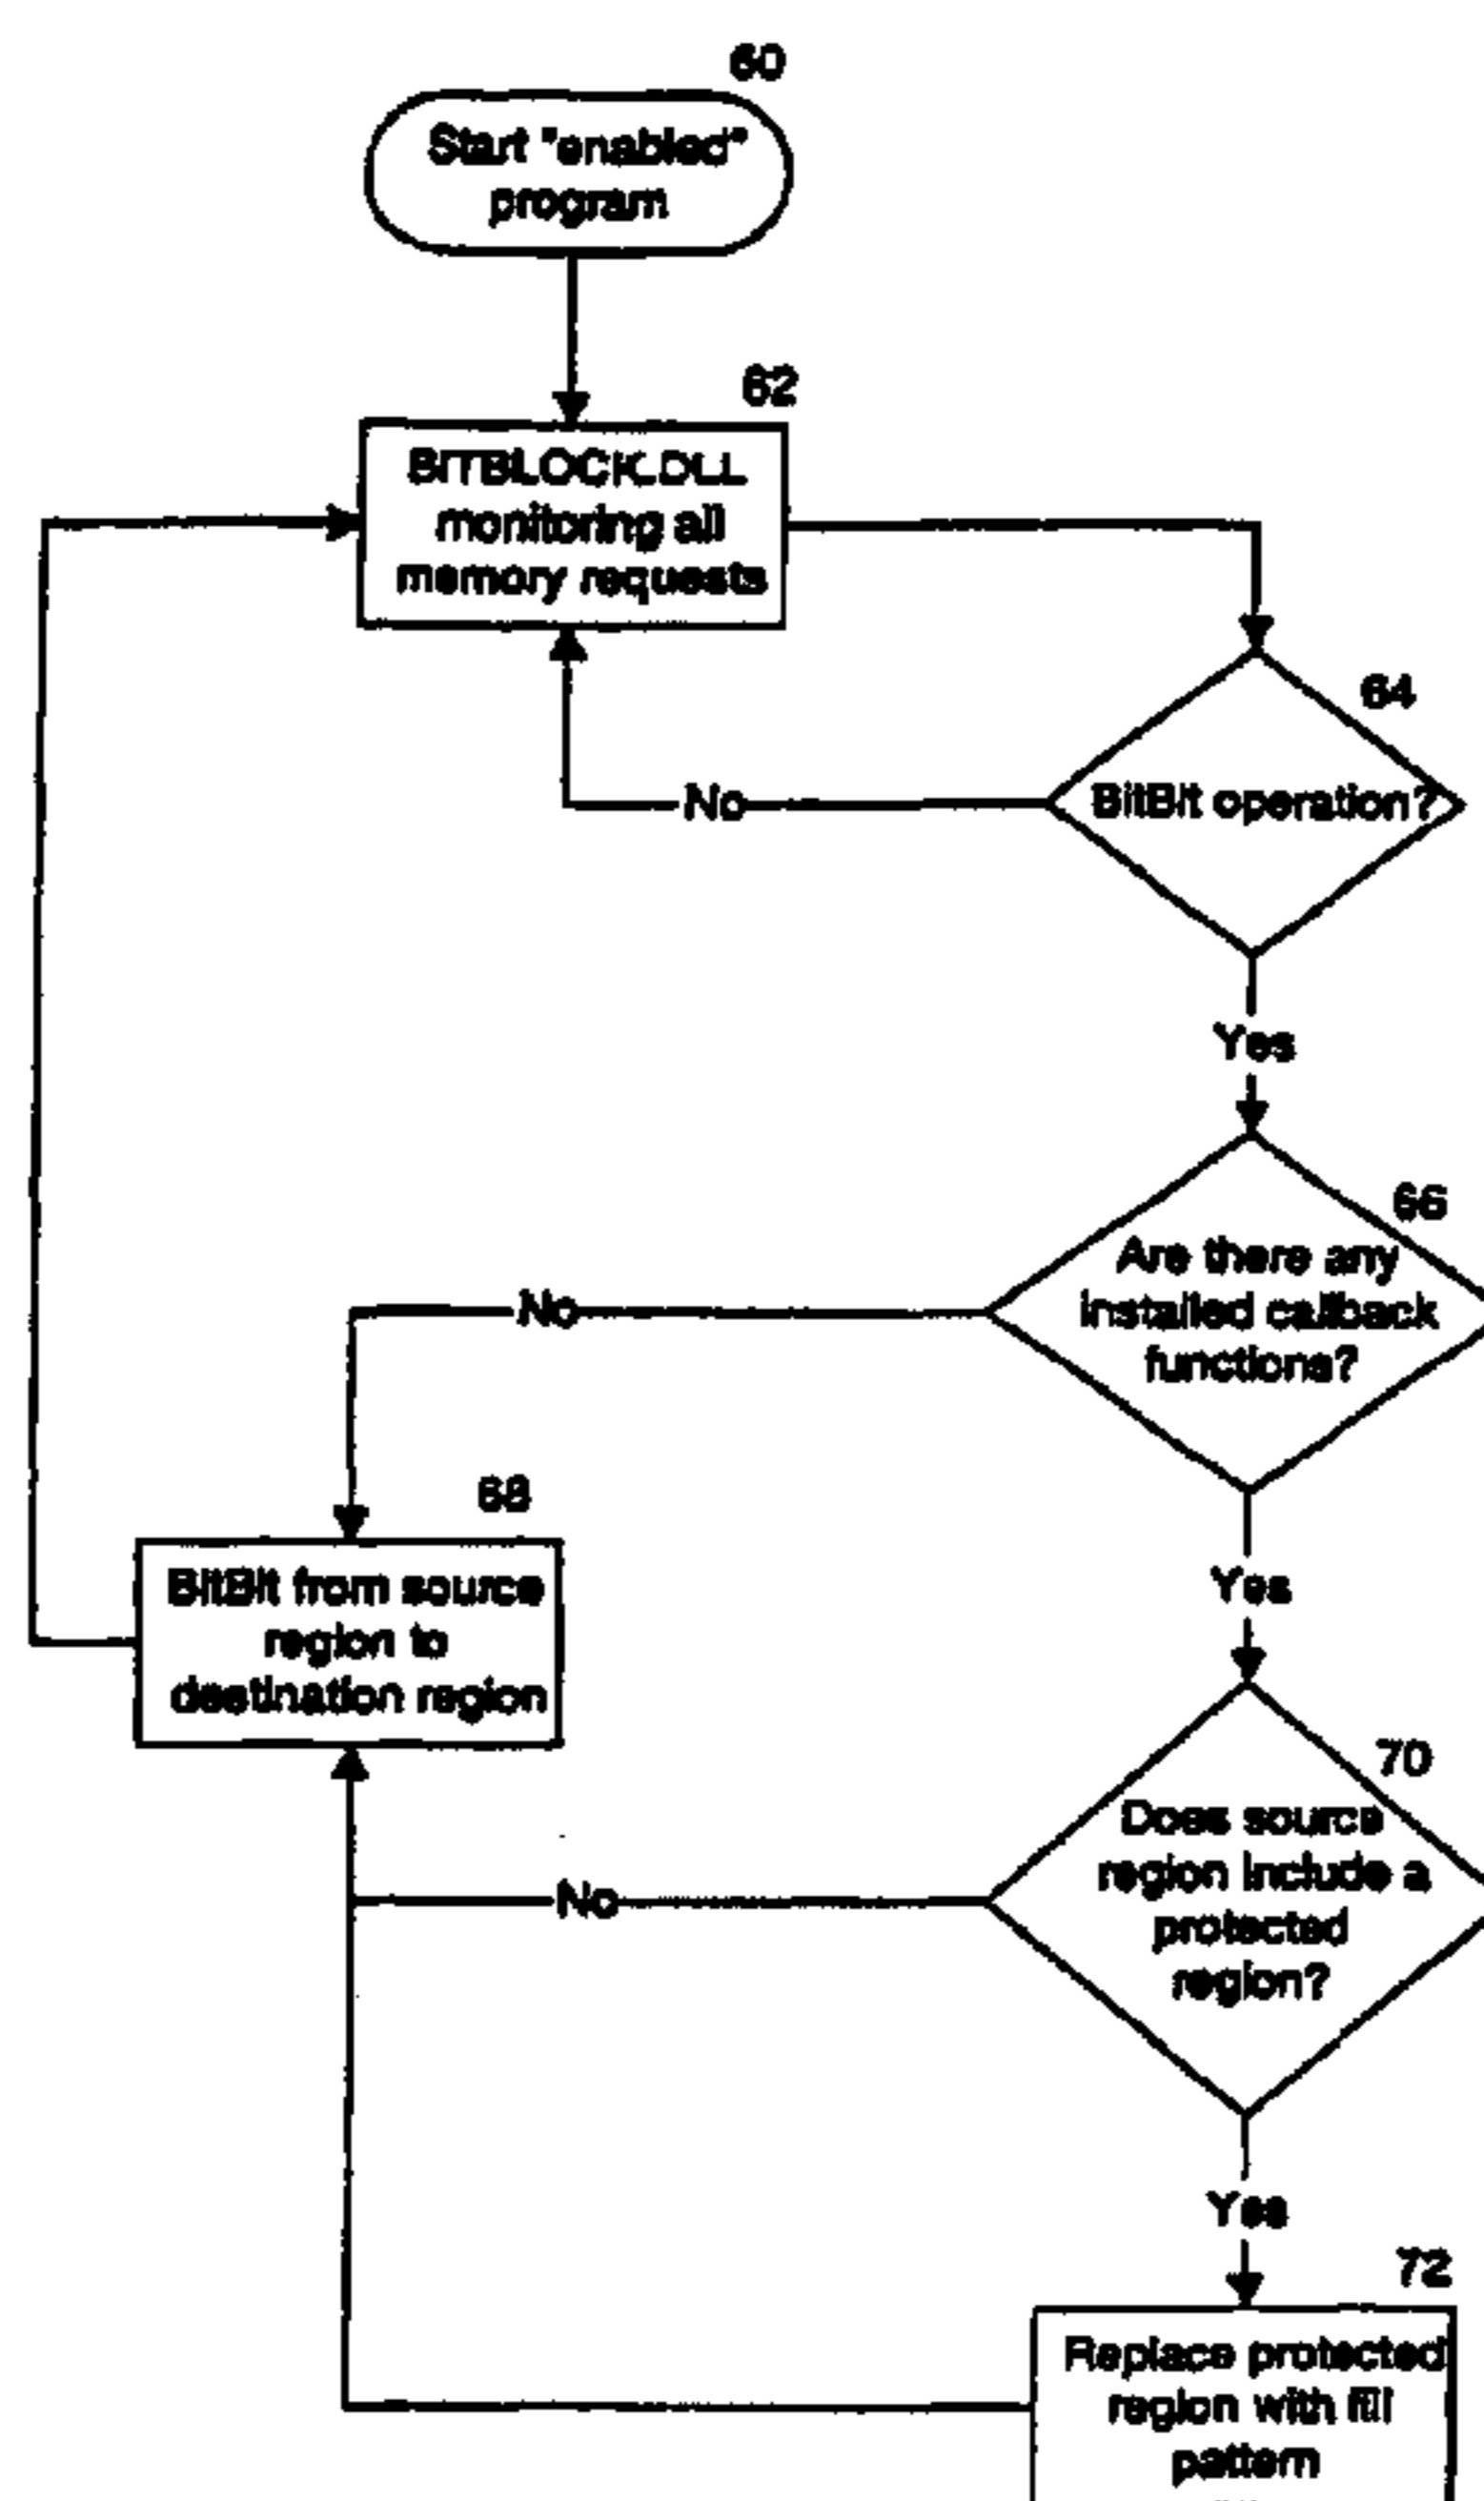 60
Start "enabled"
program
62
BITBLOCK.DLL
monitoring all
memory requests
64
BitBlt operation?
No
Yes
66
Are there any
installed callback
functions?
No
68
BitBlt from source
region to
destination region
Yes
70
Does source
region include a
protected
region?
No
Yes
72
Replace protected
region with fill
pattern